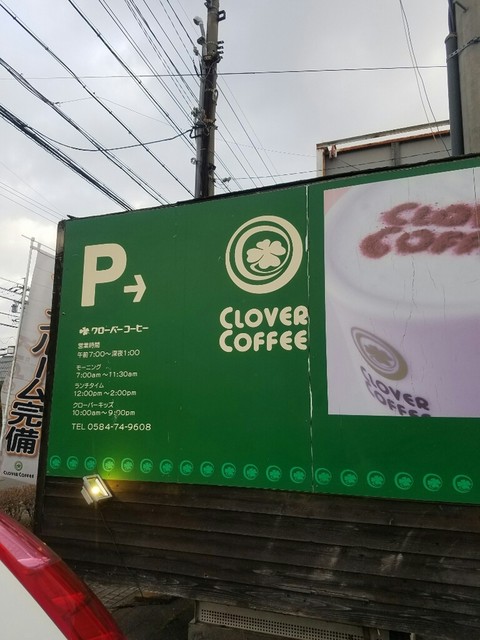 P→
クローバーコーヒー
営業時間
午前7:00〜深夜1:00
モーニング
7:00am〜11:30am
ランチタイム
12:00pm〜2:00pm
クローバーキッズ
10:00am〜9:00pm
TEL 0584-74-9608
CLOVER
COFFEE
CLO
COFF
CLOVER
COFFEE
ーム完備
CLOVER COFFEE